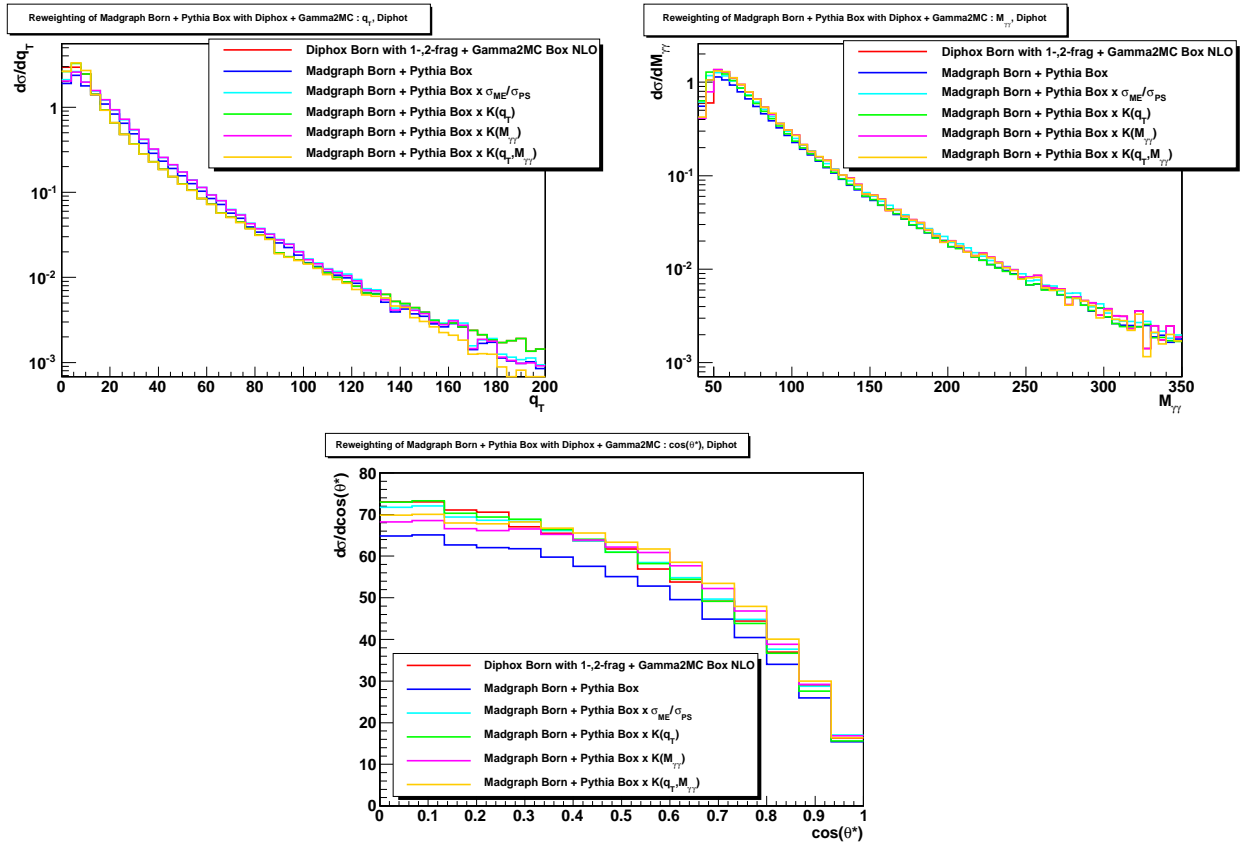 Reweighting of Madgraph Born + Pythia Box with Diphox + Gamma2MC : q_T, Diphot
dσ/dq_T
Diphox Born with 1-,2-frag + Gamma2MC Box NLO
Madgraph Born + Pythia Box
Madgraph Born + Pythia Box x σ_ME/σ_PS
Madgraph Born + Pythia Box x K(q_T)
Madgraph Born + Pythia Box x K(M_γγ)
Madgraph Born + Pythia Box x K(q_T,M_γγ)
1
10^-1
10^-2
10^-3
0 20 40 60 80 100 120 140 160 180 200
q_T
Reweighting of Madgraph Born + Pythia Box with Diphox + Gamma2MC : M_γγ, Diphot
dσ/dM_γγ
Diphox Born with 1-,2-frag + Gamma2MC Box NLO
Madgraph Born + Pythia Box
Madgraph Born + Pythia Box x σ_ME/σ_PS
Madgraph Born + Pythia Box x K(q_T)
Madgraph Born + Pythia Box x K(M_γγ)
Madgraph Born + Pythia Box x K(q_T,M_γγ)
1
10^-1
10^-2
10^-3
50 100 150 200 250 300 350
M_γγ
Reweighting of Madgraph Born + Pythia Box with Diphox + Gamma2MC : cos(θ*), Diphot
dσ/dcos(θ*)
80
70
60
50
40
30
20
10
0
Diphox Born with 1-,2-frag + Gamma2MC Box NLO
Madgraph Born + Pythia Box
Madgraph Born + Pythia Box x σ_ME/σ_PS
Madgraph Born + Pythia Box x K(q_T)
Madgraph Born + Pythia Box x K(M_γγ)
Madgraph Born + Pythia Box x K(q_T,M_γγ)
0 0.1 0.2 0.3 0.4 0.5 0.6 0.7 0.8 0.9 1
cos(θ*)